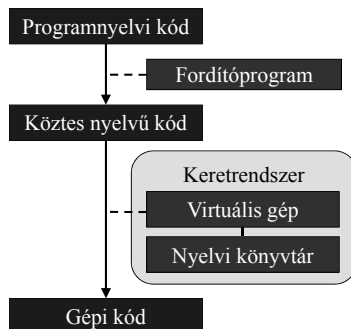 Programnyelvi kód
Fordítóprogram
Köztes nyelvű kód
Keretrendszer
Virtuális gép
Nyelvi könyvtár
Gépi kód